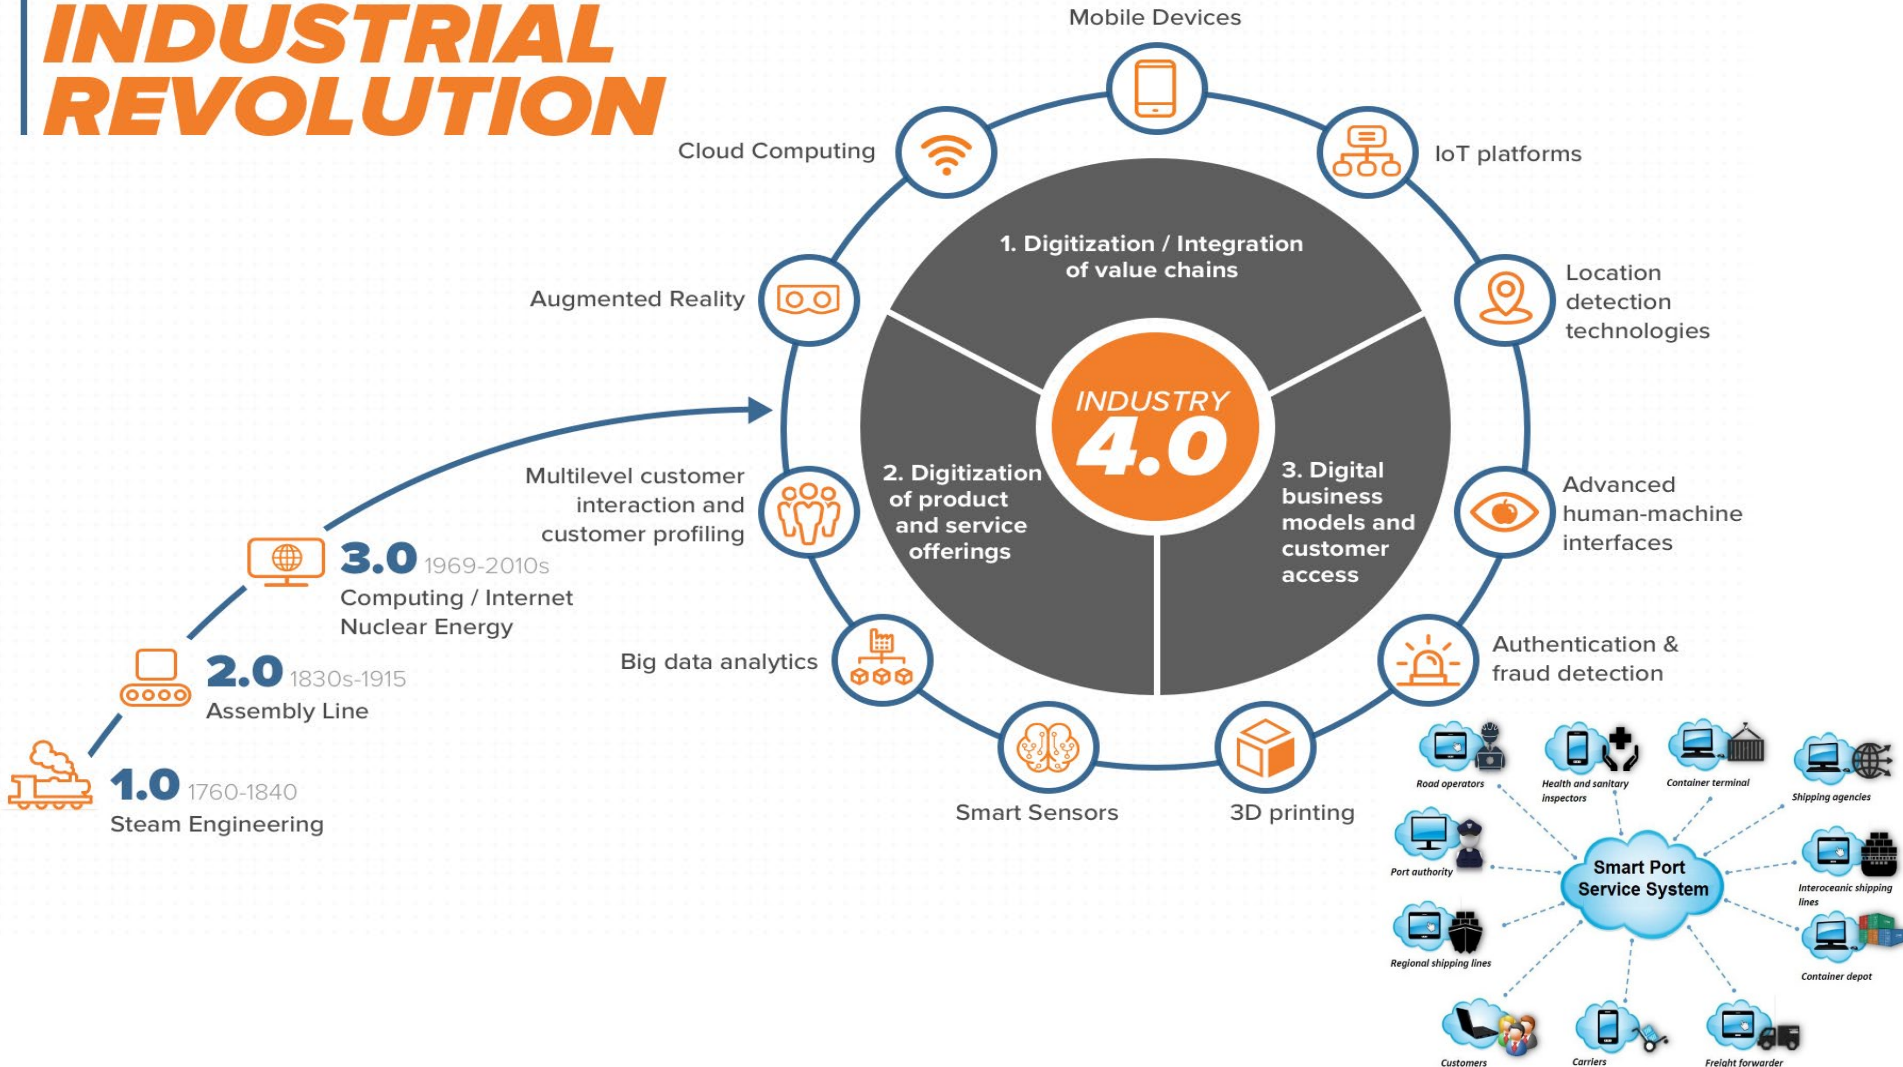 INDUSTRIAL
REVOLUTION
Mobile Devices
Cloud Computing
IoT platforms
Augmented Reality
Location
detection
technologies
1. Digitization / Integration
of value chains
INDUSTRY
4.0
2. Digitization
of product
and service
offerings
3. Digital
business
models and
customer
access
Multilevel customer
interaction and
customer profiling
Advanced
human-machine
interfaces
Big data analytics
Authentication &
fraud detection
Smart Sensors
3D printing
3.0 1969-2010s
Computing / Internet
Nuclear Energy
2.0 1830s-1915
Assembly Line
1.0 1760-1840
Steam Engineering
Road operators
Health and sanitary
inspectors
Container terminal
Shipping agencies
Port authority
Smart Port
Service System
Interoceanic shipping
lines
Regional shipping lines
Container depot
Customers
Carriers
Freight forwarder